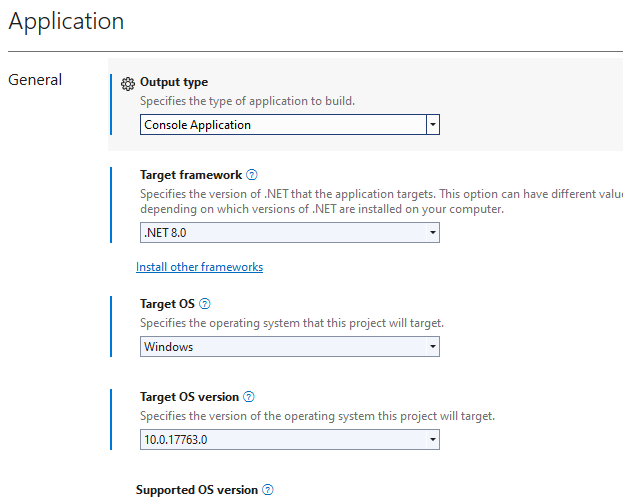 Application
General
Output type
Specifies the type of application to build.
Console Application
Target framework
Specifies the version of .NET that the application targets. This option can have different
depending on which versions of .NET are installed on your computer.
.NET 8.0
Install other frameworks
Target OS
Specifies the operating system that this project will target.
Windows
Target OS version
Specifies the version of the operating system this project will target.
10.0.17763.0
Supported OS version